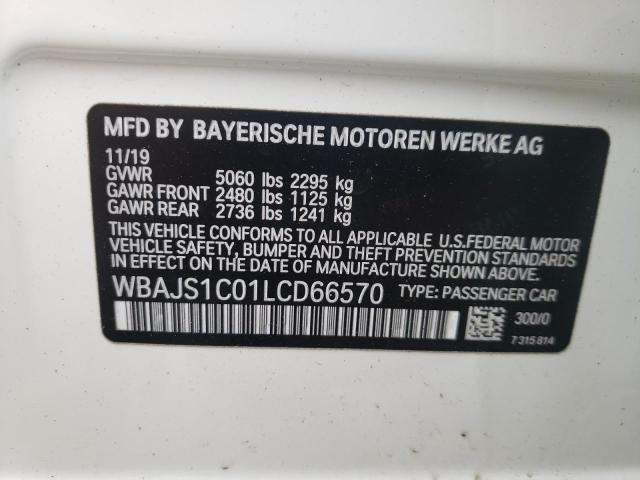 MFD BY BAYERISCHE MOTOREN WERKE AG
11/19
GVWR 5060 lbs 2295 kg
GAWR FRONT 2480 lbs 1125 kg
GAWR REAR 2736 lbs 1241 kg
THIS VEHICLE CONFORMS TO ALL APPLICABLE U.S.FEDERAL MOTOR
VEHICLE SAFETY, BUMPER AND THEFT PREVENTION STANDARDS
IN EFFECT ON THE DATE OF MANUFACTURE SHOWN ABOVE.
WBAJS1C01LCD66570 TYPE: PASSENGER CAR
300/0
7315814